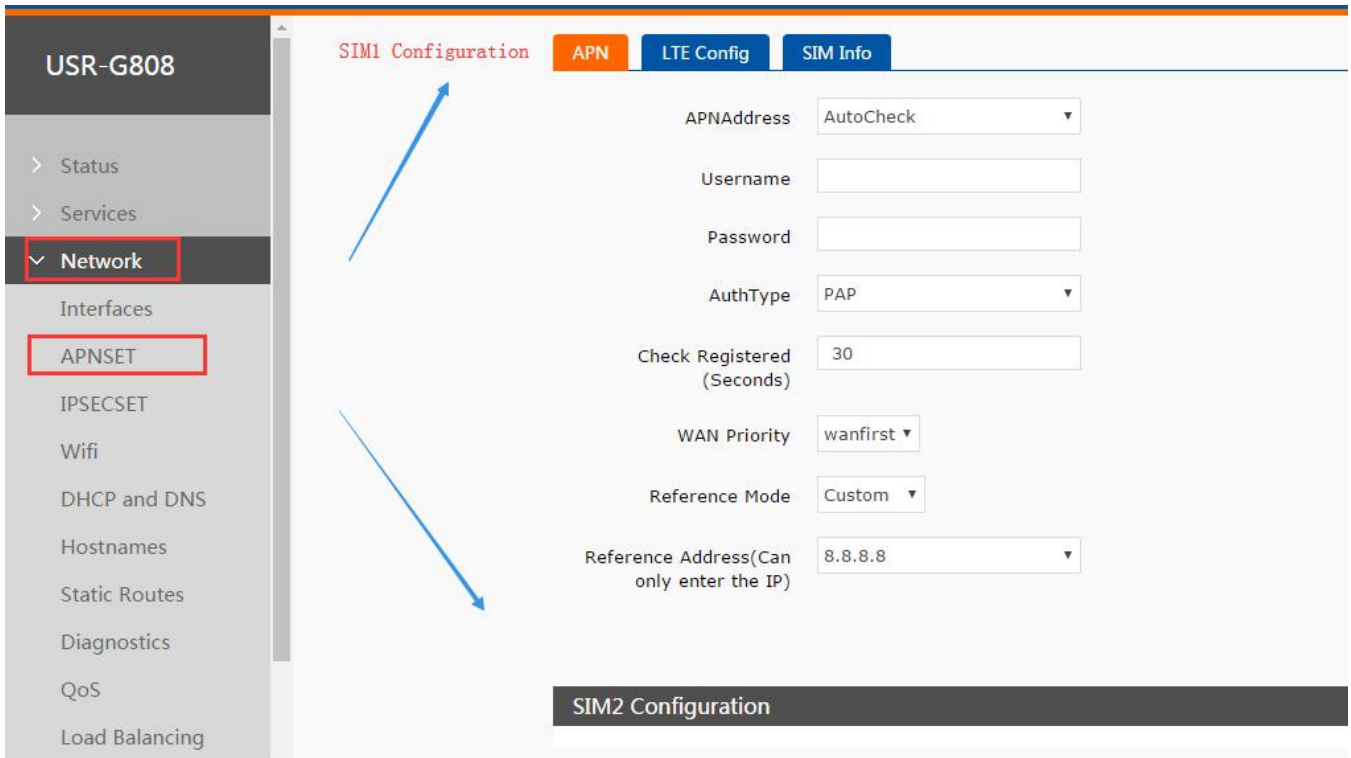 USR-G808
Status
Services
Network
Interfaces
APNSET
IPSECSET
Wifi
DHCP and DNS
Hostnames
Static Routes
Diagnostics
QoS
Load Balancing
SIM1 Configuration
APN
LTE Config
SIM Info
APNAddress
AutoCheck
Username
Password
AuthType
PAP
Check Registered
(Seconds)
30
WAN Priority
wanfirst
Reference Mode
Custom
Reference Address(Can
only enter the IP)
8.8.8.8
SIM2 Configuration